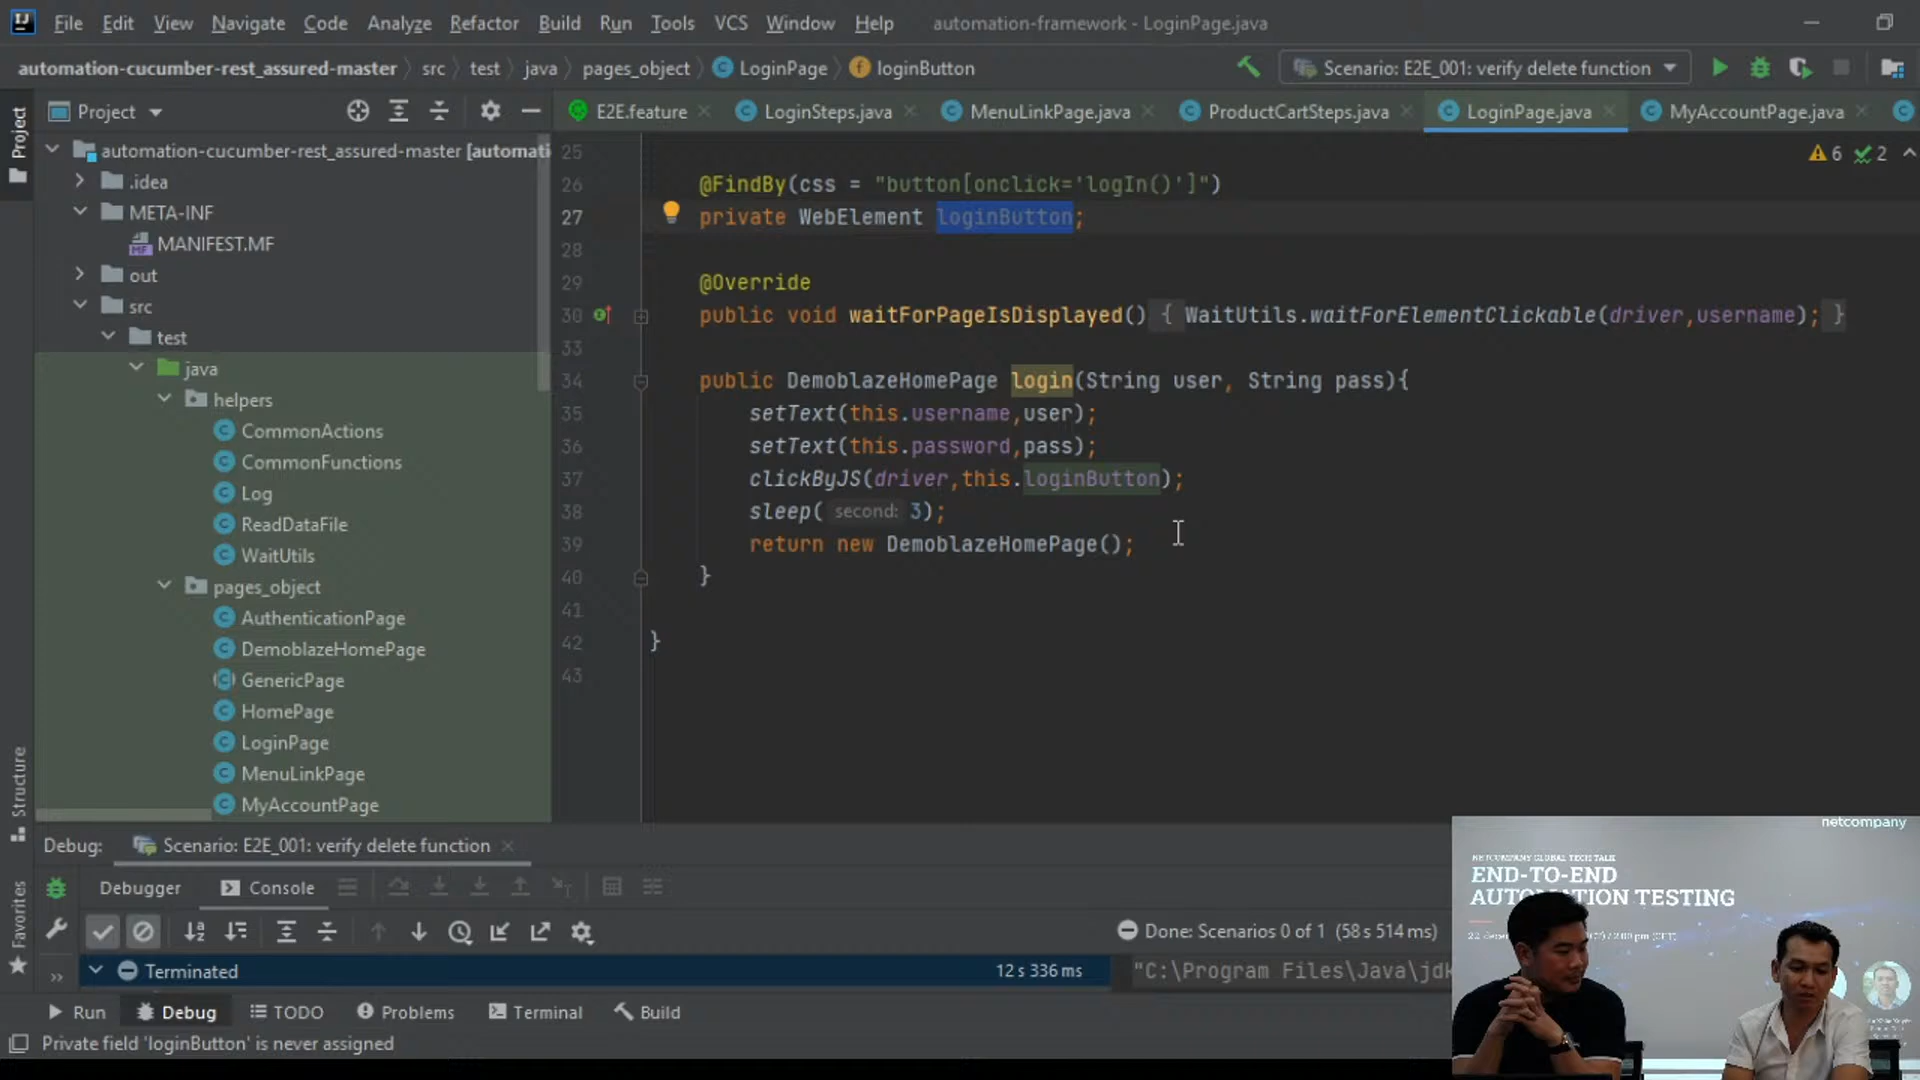 File Edit View Navigate Code Analyze Refactor Build Run Tools VCS Window Help automation-framework - LoginPage.java
automation-cucumber-rest_assured-master src test java pages_object LoginPage loginButton Scenario: E2E_001: verify delete function
Project
Project
E2E.feature LoginSteps.java MenuLinkPage.java ProductCartSteps.java LoginPage.java MyAccountPage.java
automation-cucumber-rest_assured-master [automati
.idea
META-INF
MANIFEST.MF
out
src
test
java
helpers
CommonActions
CommonFunctions
Log
ReadDataFile
WaitUtils
pages_object
AuthenticationPage
DemoblazeHomePage
GenericPage
HomePage
LoginPage
MenuLinkPage
MyAccountPage
6 2
25
26 @FindBy(css = "button[onclick='logIn()']")
27 private WebElement loginButton;
28
29 @Override
30 public void waitForPageIsDisplayed() { WaitUtils.waitForElementClickable(driver,username); }
33
34 public DemoblazeHomePage login(String user, String pass){
35 setText(this.username,user);
36 setText(this.password,pass);
37 clickByJS(driver,this.loginButton);
38 sleep( second: 3);
39 return new DemoblazeHomePage();
40 }
41
42 }
43
Structure
Favorites
Debug: Scenario: E2E_001: verify delete function
Debugger Console
Done: Scenarios 0 of 1 (58 s 514 ms)
Terminated 12 s 336 ms
"C:\Program Files\Java\jdk
Run Debug TODO Problems Terminal Build
Private field 'loginButton' is never assigned
netcompany
NETCOMPANY GLOBAL TECH TALK
END-TO-END
AUTOMATION TESTING